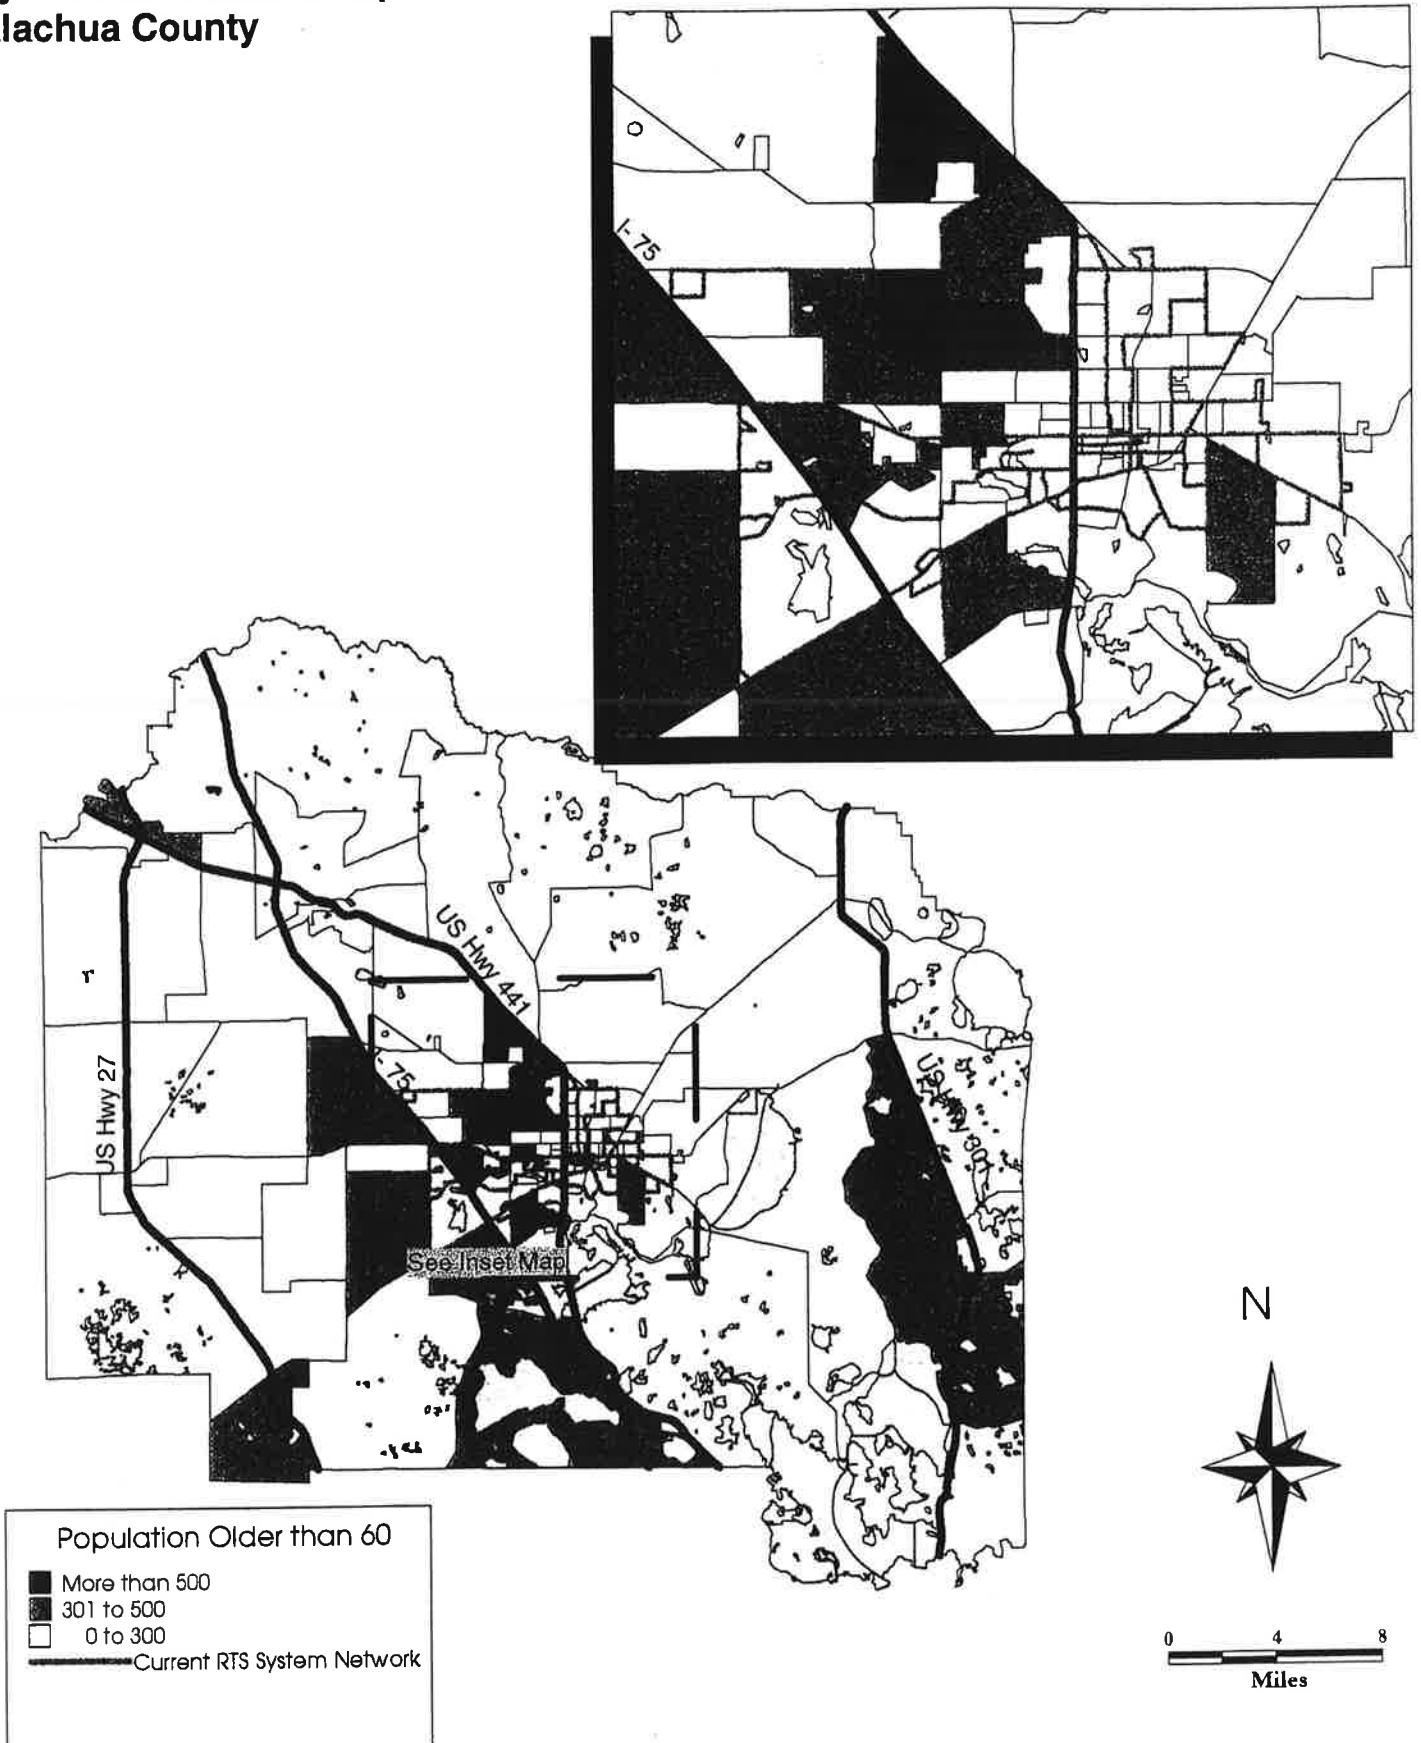 County
I-75
US Hwy 441
75
US Hwy 27
US Hwy 301
r
See Inset Map
N
Population Older than 60
More than 500
301 to 500
0 to 300
Current RTS System Network
0 4 8
Miles